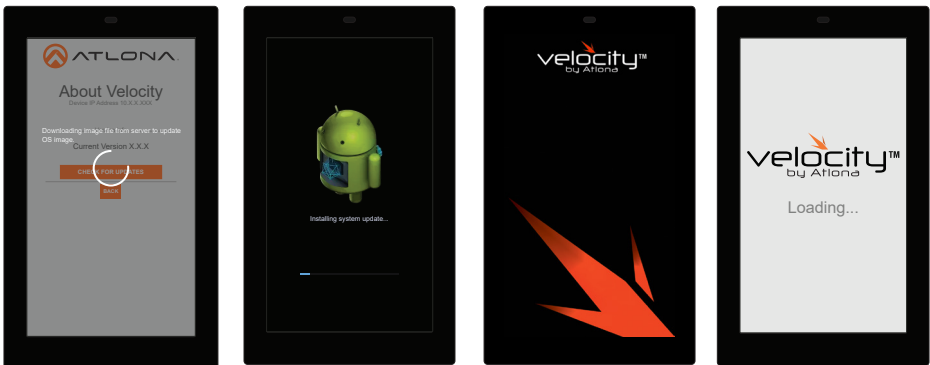 ATLONA.
About Velocity
Device IP Address 10.X.X.XXX
Downloading image file from server to update
OS image.
Current Version X.X.X
CHECK FOR UPDATES
BACK
Installing system update...
velocity™
by Atlona
velocity™
by Atlona
Loading...